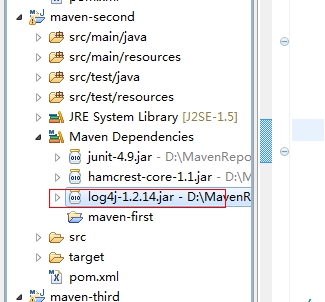 pom.xml
maven-second
src/main/java
src/main/resources
src/test/java
src/test/resources
JRE System Library [J2SE-1.5]
Maven Dependencies
junit-4.9.jar - D:\MavenRepo
hamcrest-core-1.1.jar - D:
log4j-1.2.14.jar - D:\MavenR
maven-first
src
target
pom.xml
maven-third